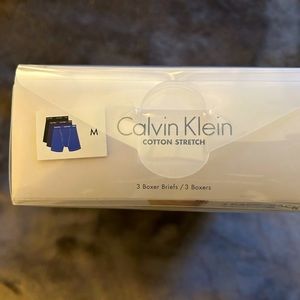 M
Calvin Klein
COTTON STRETCH
3 Boxer Briefs / 3 Boxers